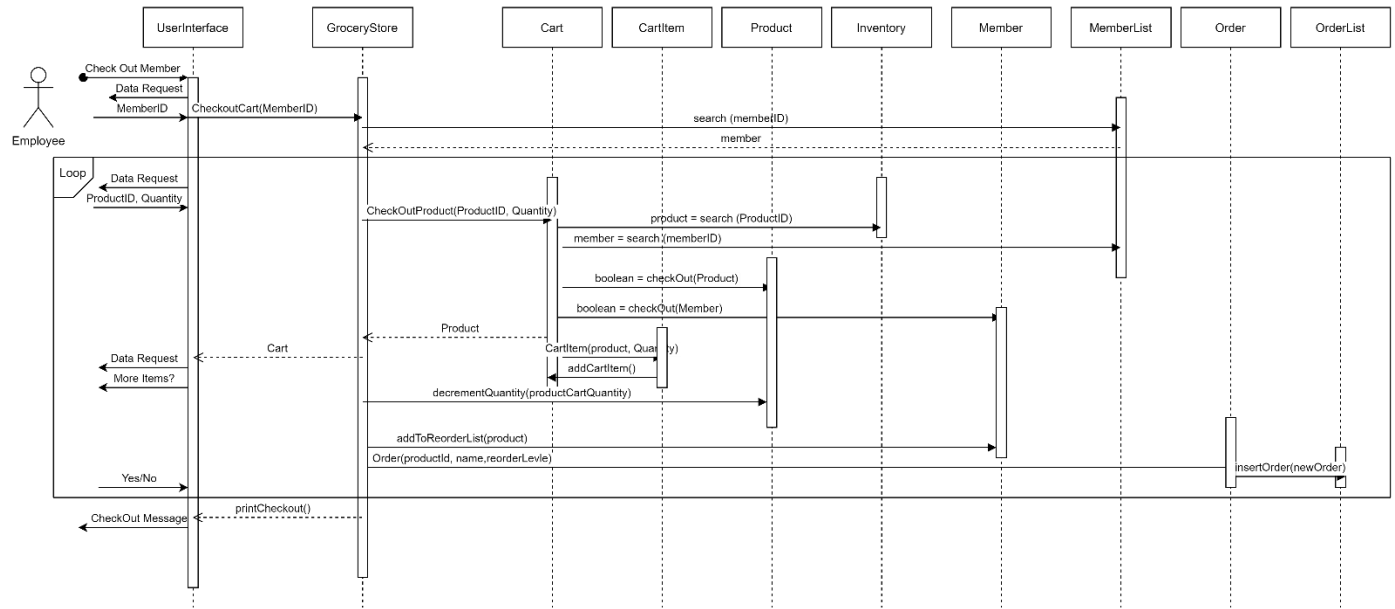 UserInterface
GroceryStore
Cart
CartItem
Product
Inventory
Member
MemberList
Order
OrderList
Employee
Check Out Member
Data Request
MemberID
CheckoutCart(MemberID)
search (memberID)
member
Loop
Data Request
ProductID, Quantity
CheckOutProduct(ProductID, Quantity)
product = search (ProductID)
member = search (memberID)
boolean = checkOut(Product)
boolean = checkOut(Member)
Product
Cart
CartItem(product, Quantity)
Data Request
addCartItem()
More Items?
decrementQuantity(productCartQuantity)
addToReorderList(product)
Order(productId, name,reorderLevle)
insertOrder(newOrder)
Yes/No
printCheckout()
CheckOut Message